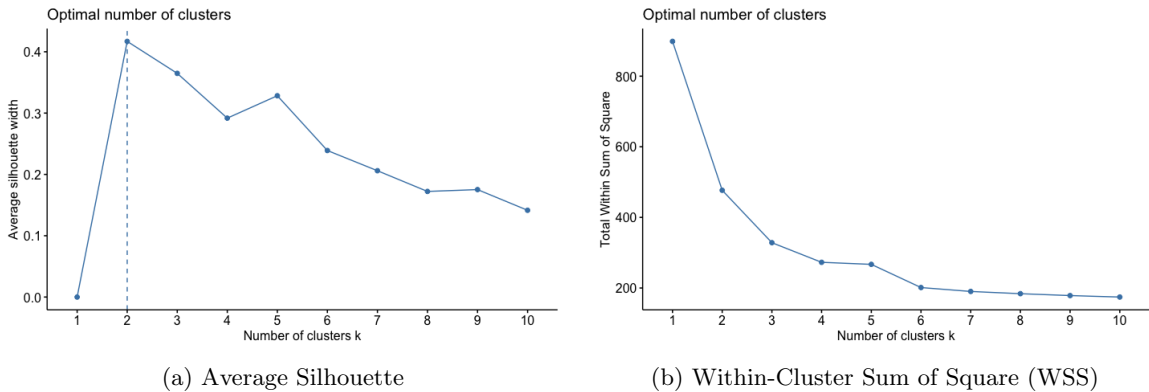 Optimal number of clusters
Average silhouette width
0.4
0.3
0.2
0.1
0.0
1 2 3 4 5 6 7 8 9 10
Number of clusters k
(a) Average Silhouette
Optimal number of clusters
Total Within Sum of Square
800
600
400
200
1 2 3 4 5 6 7 8 9 10
Number of clusters k
(b) Within-Cluster Sum of Square (WSS)